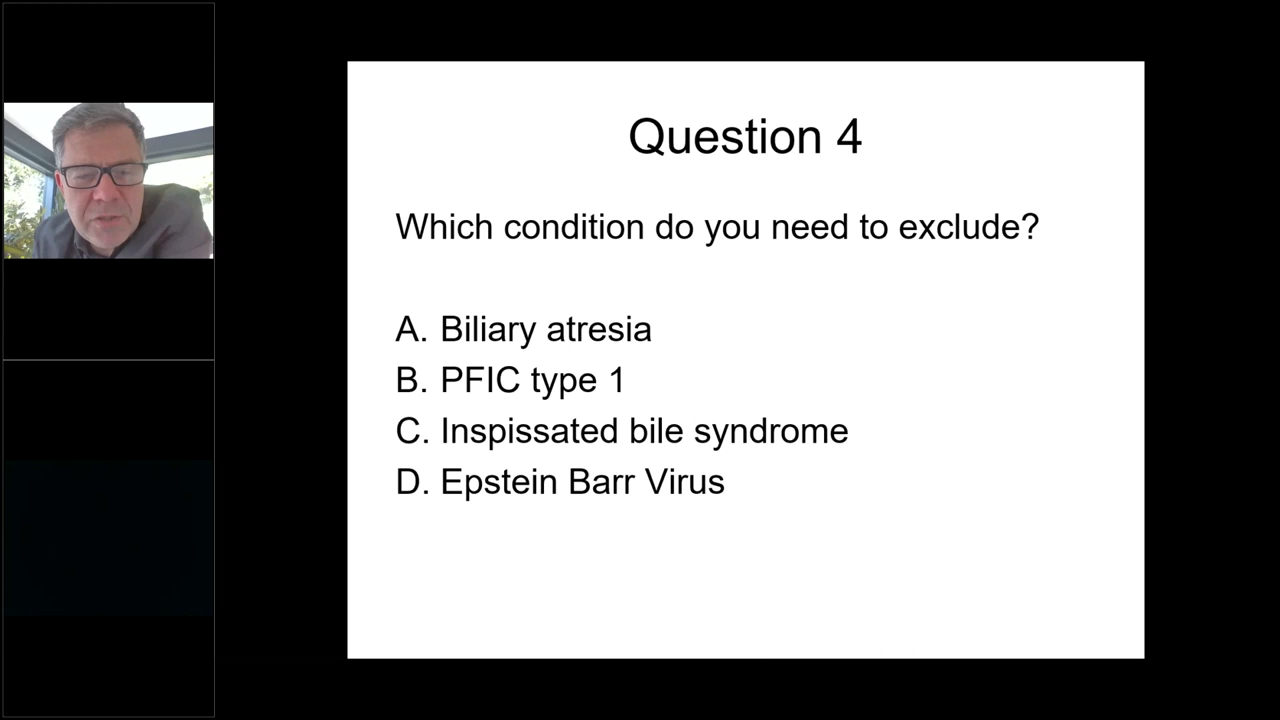 Question 4
Which condition do you need to exclude?
A. Biliary atresia
B. PFIC type 1
C. Inspissated bile syndrome
D. Epstein Barr Virus